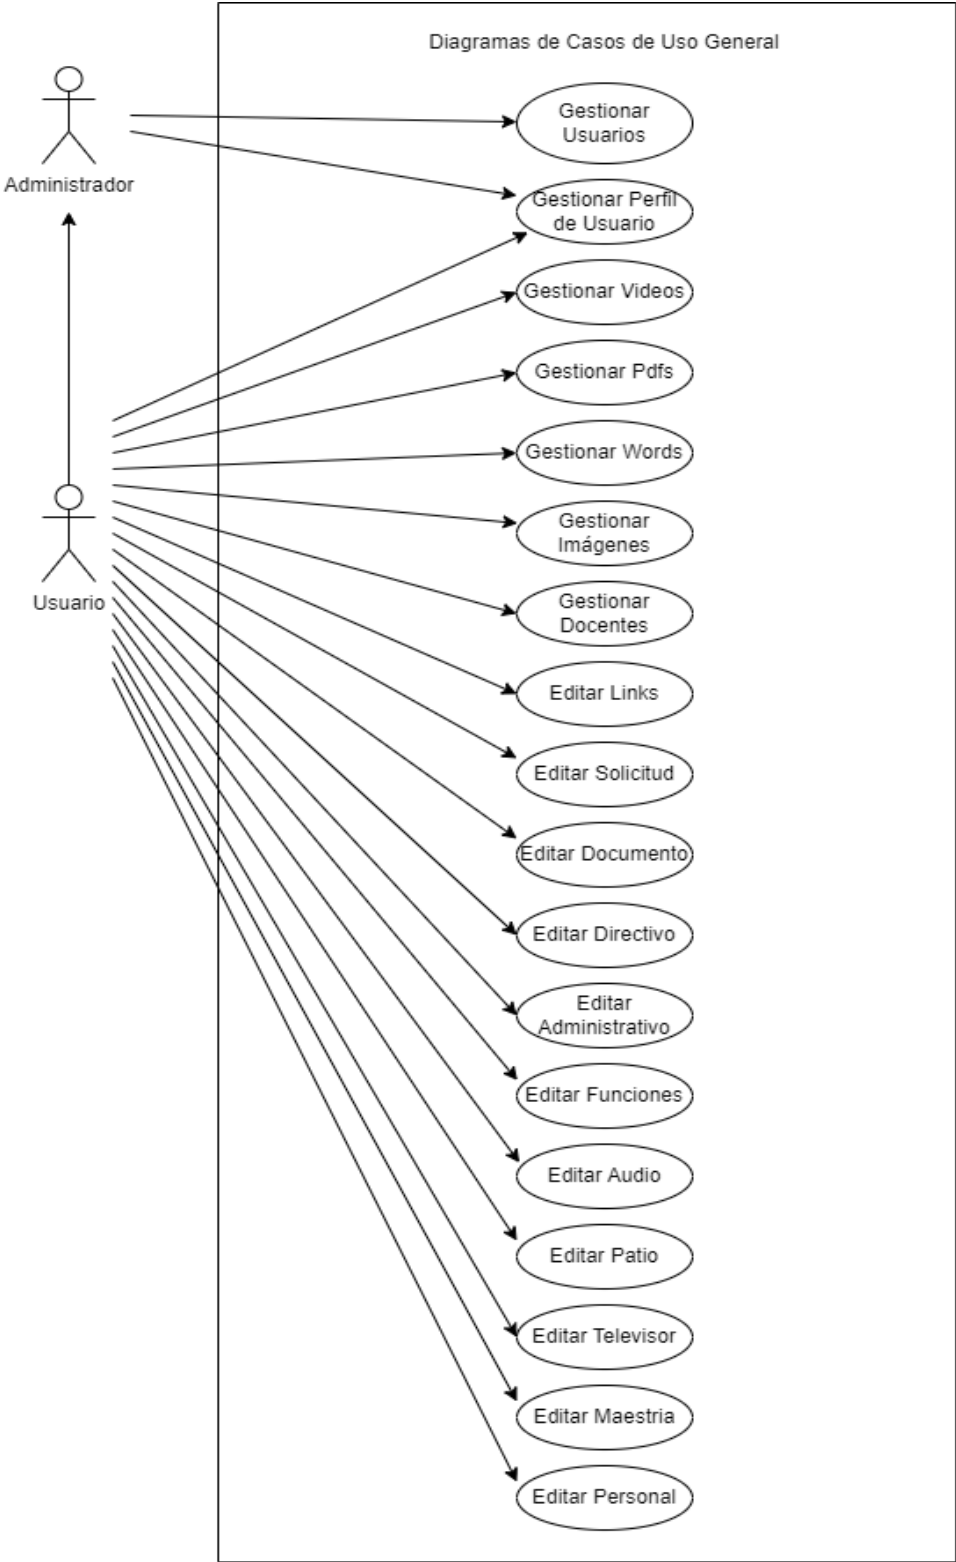 Diagramas de Casos de Uso General
Gestionar
Usuarios
Administrador
Gestionar Perfil
de Usuario
Gestionar Videos
Gestionar Pdfs
Gestionar Words
Gestionar
Imágenes
Usuario
Gestionar
Docentes
Editar Links
Editar Solicitud
Editar Documento
Editar Directivo
Editar
Administrativo
Editar Funciones
Editar Audio
Editar Patio
Editar Televisor
Editar Maestria
Editar Personal